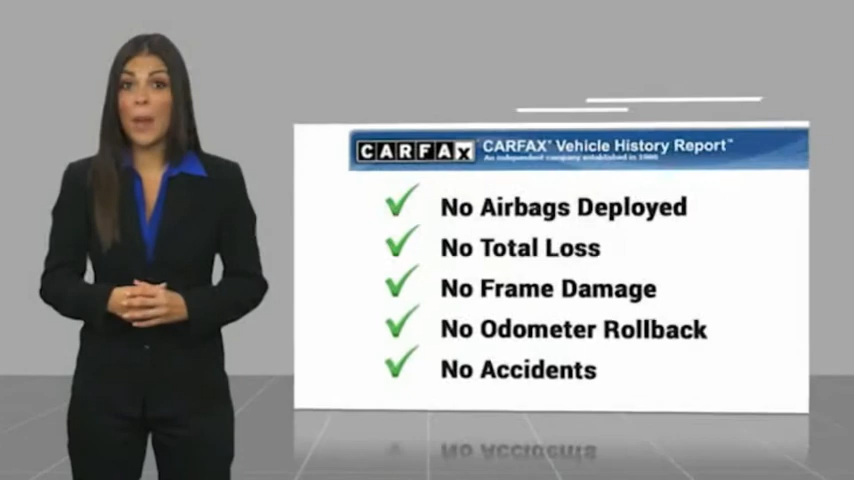 CARFAX CARFAX® Vehicle History Report™
An independent company established in 1986
No Airbags Deployed
No Total Loss
No Frame Damage
No Odometer Rollback
No Accidents